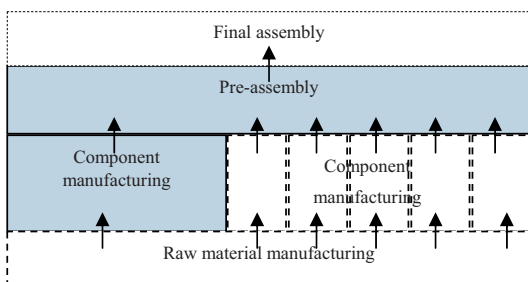 Final assembly
Pre-assembly
Component
manufacturing
Component
manufacturing
Raw material manufacturing